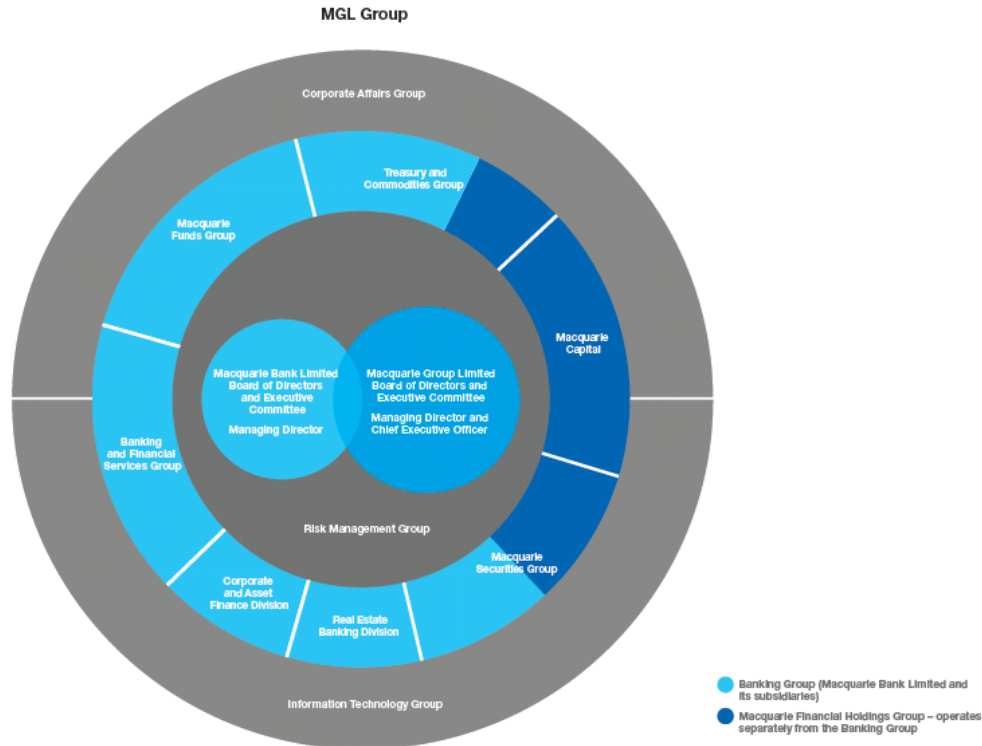 MGL Group
Corporate Affairs Group
Treasury and
Commodities Group
Macquarie
Funds Group
Macquarie
Capital
Macquarie Bank Limited
Board of Directors
and Executive
Committee
Managing Director
Macquarie Group Limited
Board of Directors and
Executive Committee
Managing Director and
Chief Executive Officer
Banking
and Financial
Services Group
Risk Management Group
Macquarie
Securities Group
Corporate
and Asset
Finance Division
Real Estate
Banking Division
Information Technology Group
Banking Group (Macquarie Bank Limited and
its subsidiaries)
Macquarie Financial Holdings Group – operates
separately from the Banking Group